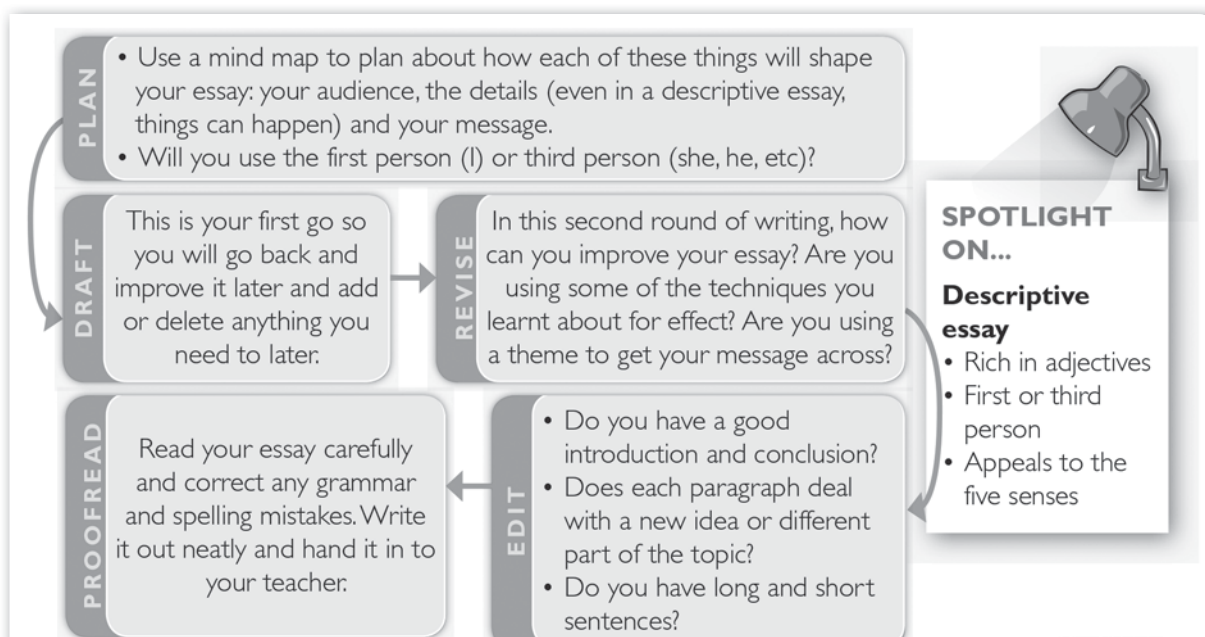 PLAN
• Use a mind map to plan about how each of these things will shape
your essay: your audience, the details (even in a descriptive essay,
things can happen) and your message.
• Will you use the first person (I) or third person (she, he, etc)?
DRAFT
This is your first go so
you will go back and
improve it later and add
or delete anything you
need to later.
REVISE
In this second round of writing, how
can you improve your essay? Are you
using some of the techniques you
learnt about for effect? Are you using
a theme to get your message across?
EDIT
• Do you have a good
introduction and conclusion?
• Does each paragraph deal
with a new idea or different
part of the topic?
• Do you have long and short
sentences?
PROOFREAD
Read your essay carefully
and correct any grammar
and spelling mistakes. Write
it out neatly and hand it in to
your teacher.
SPOTLIGHT
ON...
Descriptive
essay
• Rich in adjectives
• First or third
person
• Appeals to the
five senses